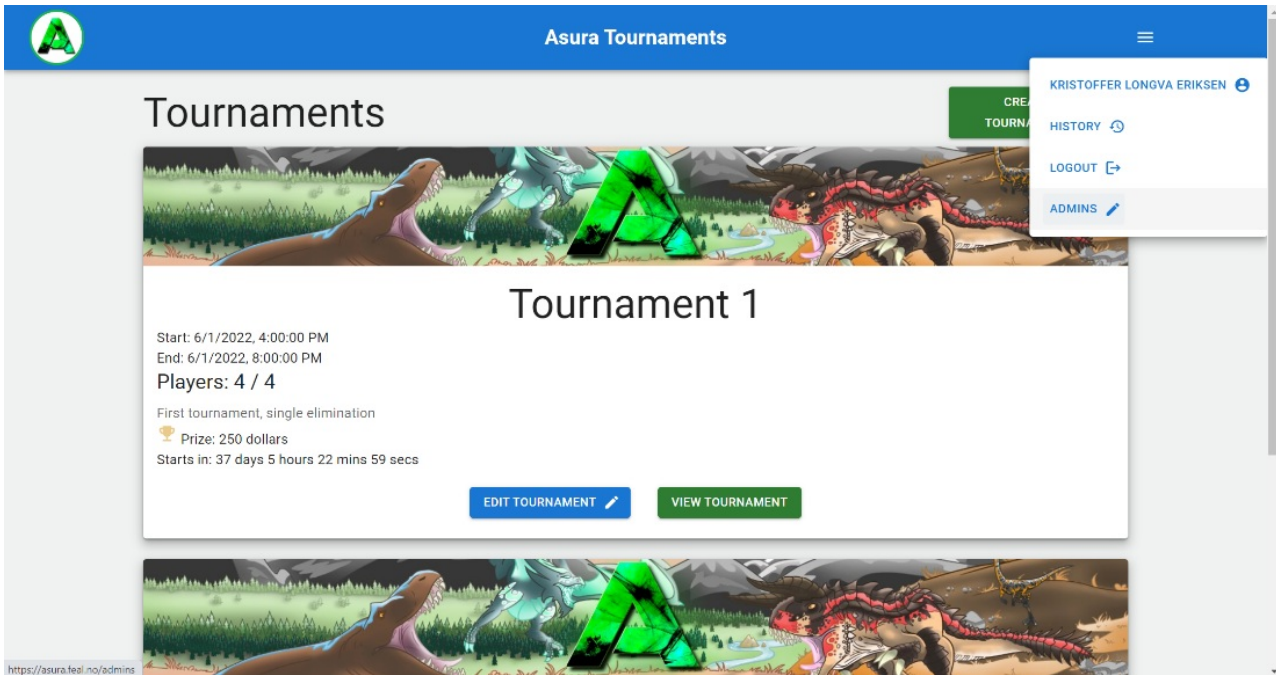 Asura Tournaments
KRISTOFFER LONGVA ERIKSEN
HISTORY
LOGOUT
ADMINS
Tournaments
CRE
TOURN
Tournament 1
Start: 6/1/2022, 4:00:00 PM
End: 6/1/2022, 8:00:00 PM
Players: 4 / 4
First tournament, single elimination
Prize: 250 dollars
Starts in: 37 days 5 hours 22 mins 59 secs
EDIT TOURNAMENT
VIEW TOURNAMENT
https://asura.feal.no/admins